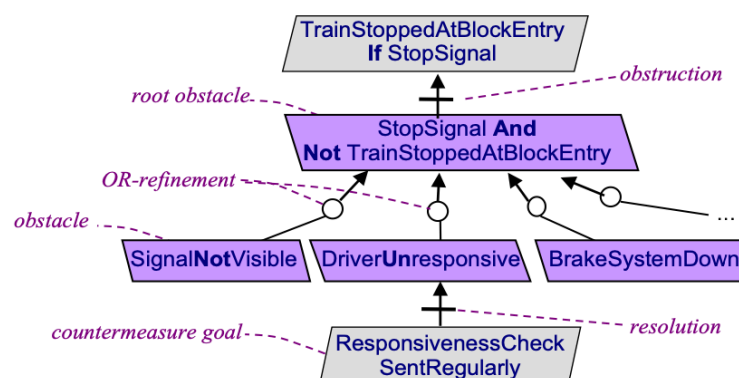 TrainStoppedAtBlockEntry
If StopSignal
obstruction
root obstacle
StopSignal And
Not TrainStoppedAtBlockEntry
OR-refinement
...
obstacle
SignalNotVisible
DriverUnresponsive
BrakeSystemDown
countermeasure goal
resolution
ResponsivenessCheck
SentRegularly